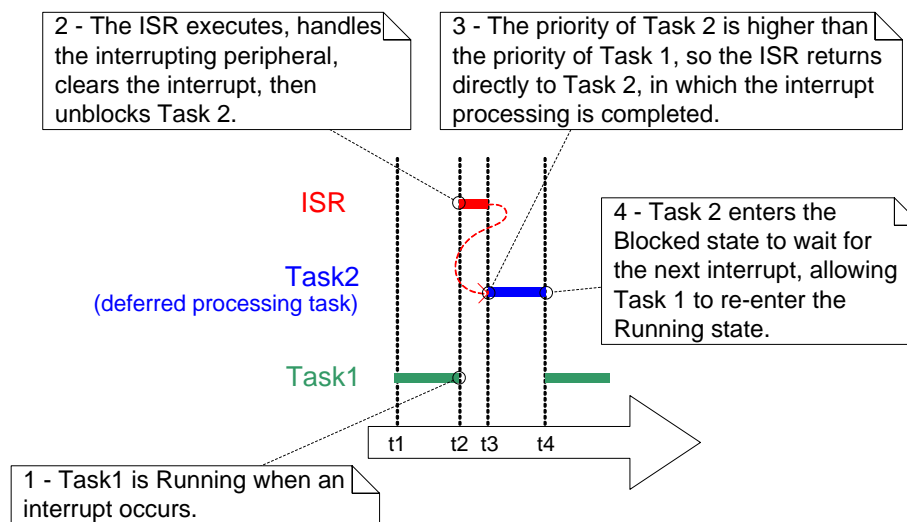 2 - The ISR executes, handles
the interrupting peripheral,
clears the interrupt, then
unblocks Task 2.
3 - The priority of Task 2 is higher than
the priority of Task 1, so the ISR returns
directly to Task 2, in which the interrupt
processing is completed.
ISR
Task2
(deferred processing task)
4 - Task 2 enters the
Blocked state to wait for
the next interrupt, allowing
Task 1 to re-enter the
Running state.
Task1
t1 t2 t3 t4
1 - Task1 is Running when an
interrupt occurs.